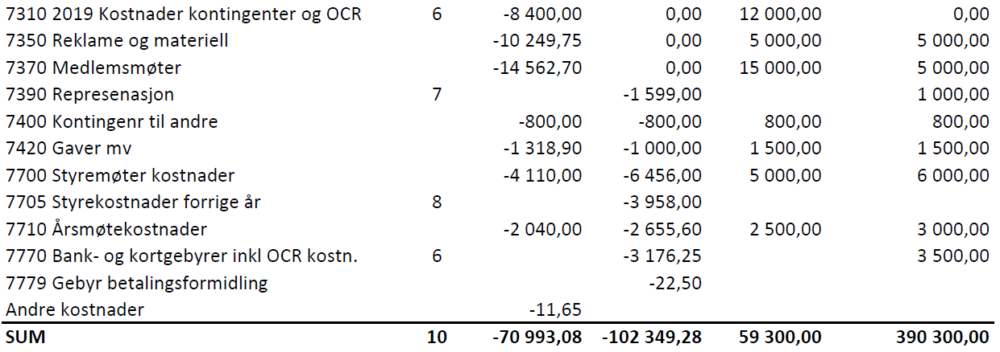 7310 2019 Kostnader kontingenter og OCR 6 -8 400,00 0,00 12 000,00 0,00
7350 Reklame og materiell -10 249,75 0,00 5 000,00 5 000,00
7370 Medlemsmøter -14 562,70 0,00 15 000,00 5 000,00
7390 Represenasjon 7 -1 599,00 1 000,00
7400 Kontingenr til andre -800,00 -800,00 800,00 800,00
7420 Gaver mv -1 318,90 -1 000,00 1 500,00 1 500,00
7700 Styremøter kostnader -4 110,00 -6 456,00 5 000,00 6 000,00
7705 Styrekostnader forrige år 8 -3 958,00
7710 Årsmøtekostnader -2 040,00 -2 655,60 2 500,00 3 000,00
7770 Bank- og kortgebyrer inkl OCR kostn. 6 -3 176,25 3 500,00
7779 Gebyr betalingsformidling -22,50
Andre kostnader -11,65
SUM 10 -70 993,08 -102 349,28 59 300,00 390 300,00